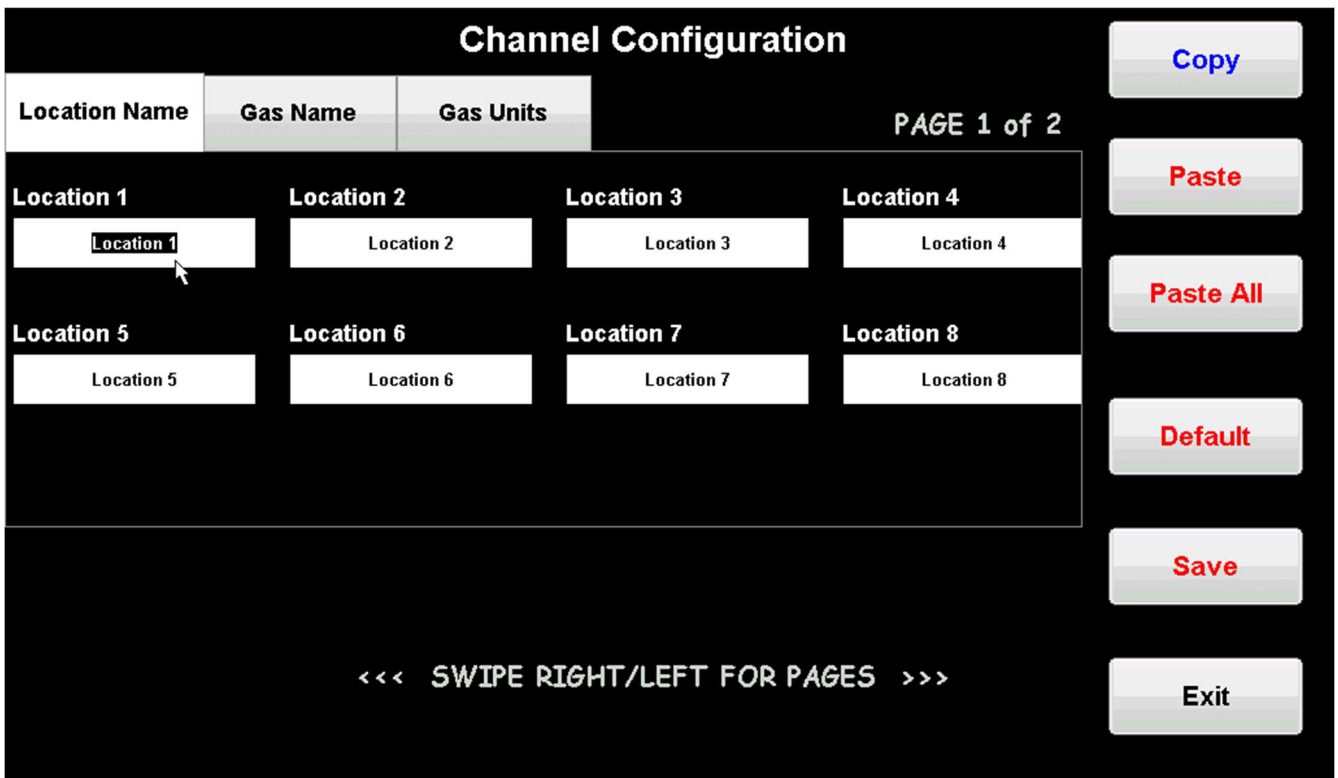 Channel Configuration
Copy
Location Name Gas Name Gas Units
PAGE 1 of 2
Paste
Location 1 Location 2 Location 3 Location 4
Location 1 Location 2 Location 3 Location 4
Paste All
Location 5 Location 6 Location 7 Location 8
Location 5 Location 6 Location 7 Location 8
Default
Save
<<< SWIPE RIGHT/LEFT FOR PAGES >>>
Exit